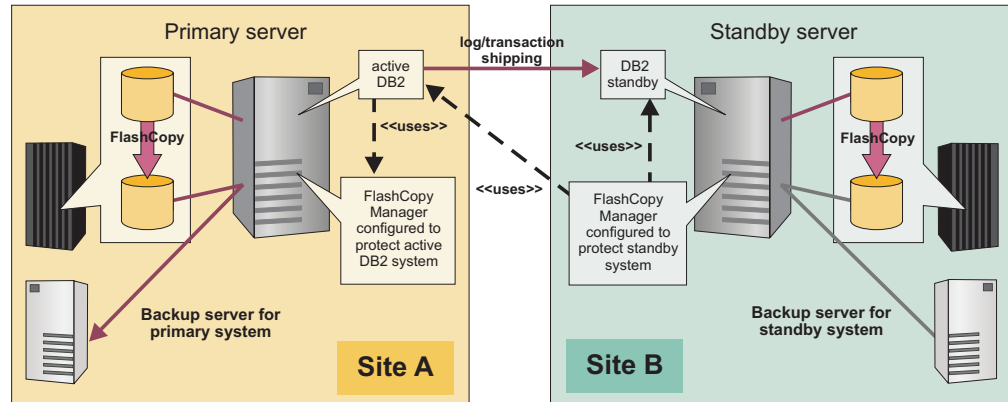 Primary server
log/transaction
shipping
Standby server
active
DB2
DB2
standby
FlashCopy
<<uses>>
<<uses>>
FlashCopy
<<uses>>
FlashCopy
Manager
configured to
protect active
DB2 system
FlashCopy
Manager
configured to
protect standby
system
Backup server for
primary system
Backup server for
standby system
Site A
Site B